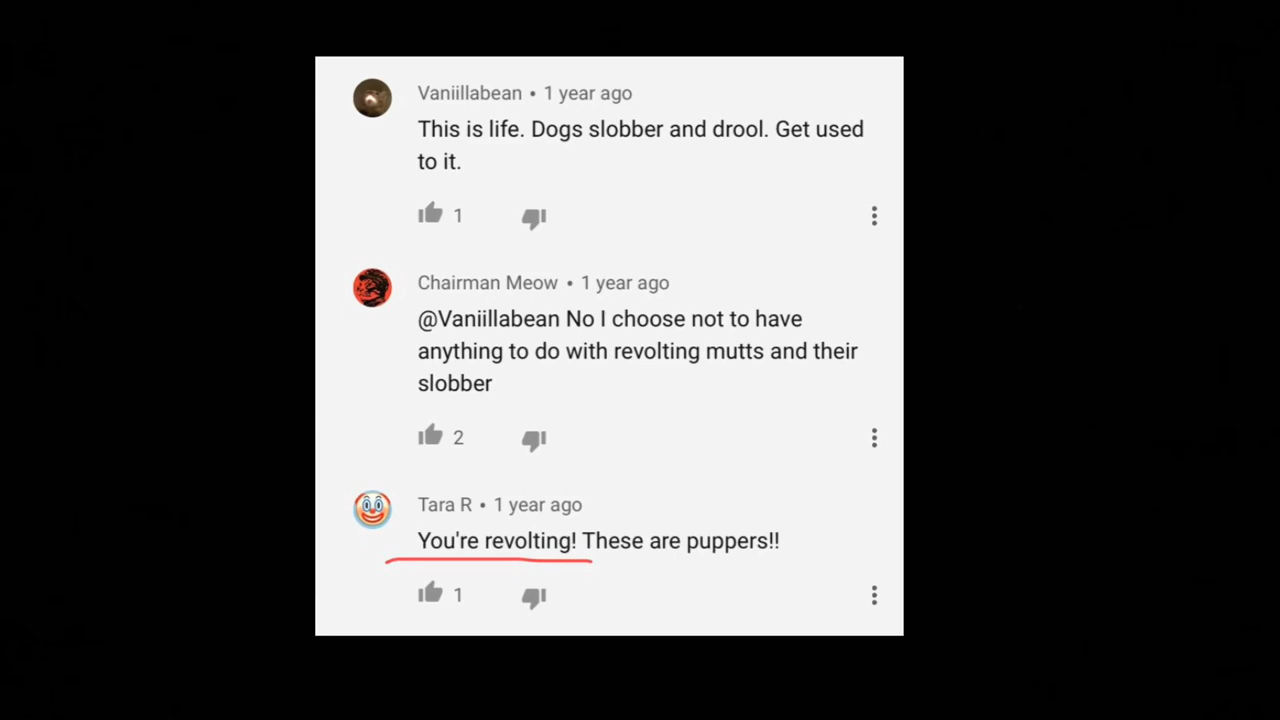 Vaniillabean • 1 year ago
This is life. Dogs slobber and drool. Get used
to it.
1
Chairman Meow • 1 year ago
@Vaniillabean No I choose not to have
anything to do with revolting mutts and their
slobber
2
Tara R • 1 year ago
You're revolting! These are puppers!!
1